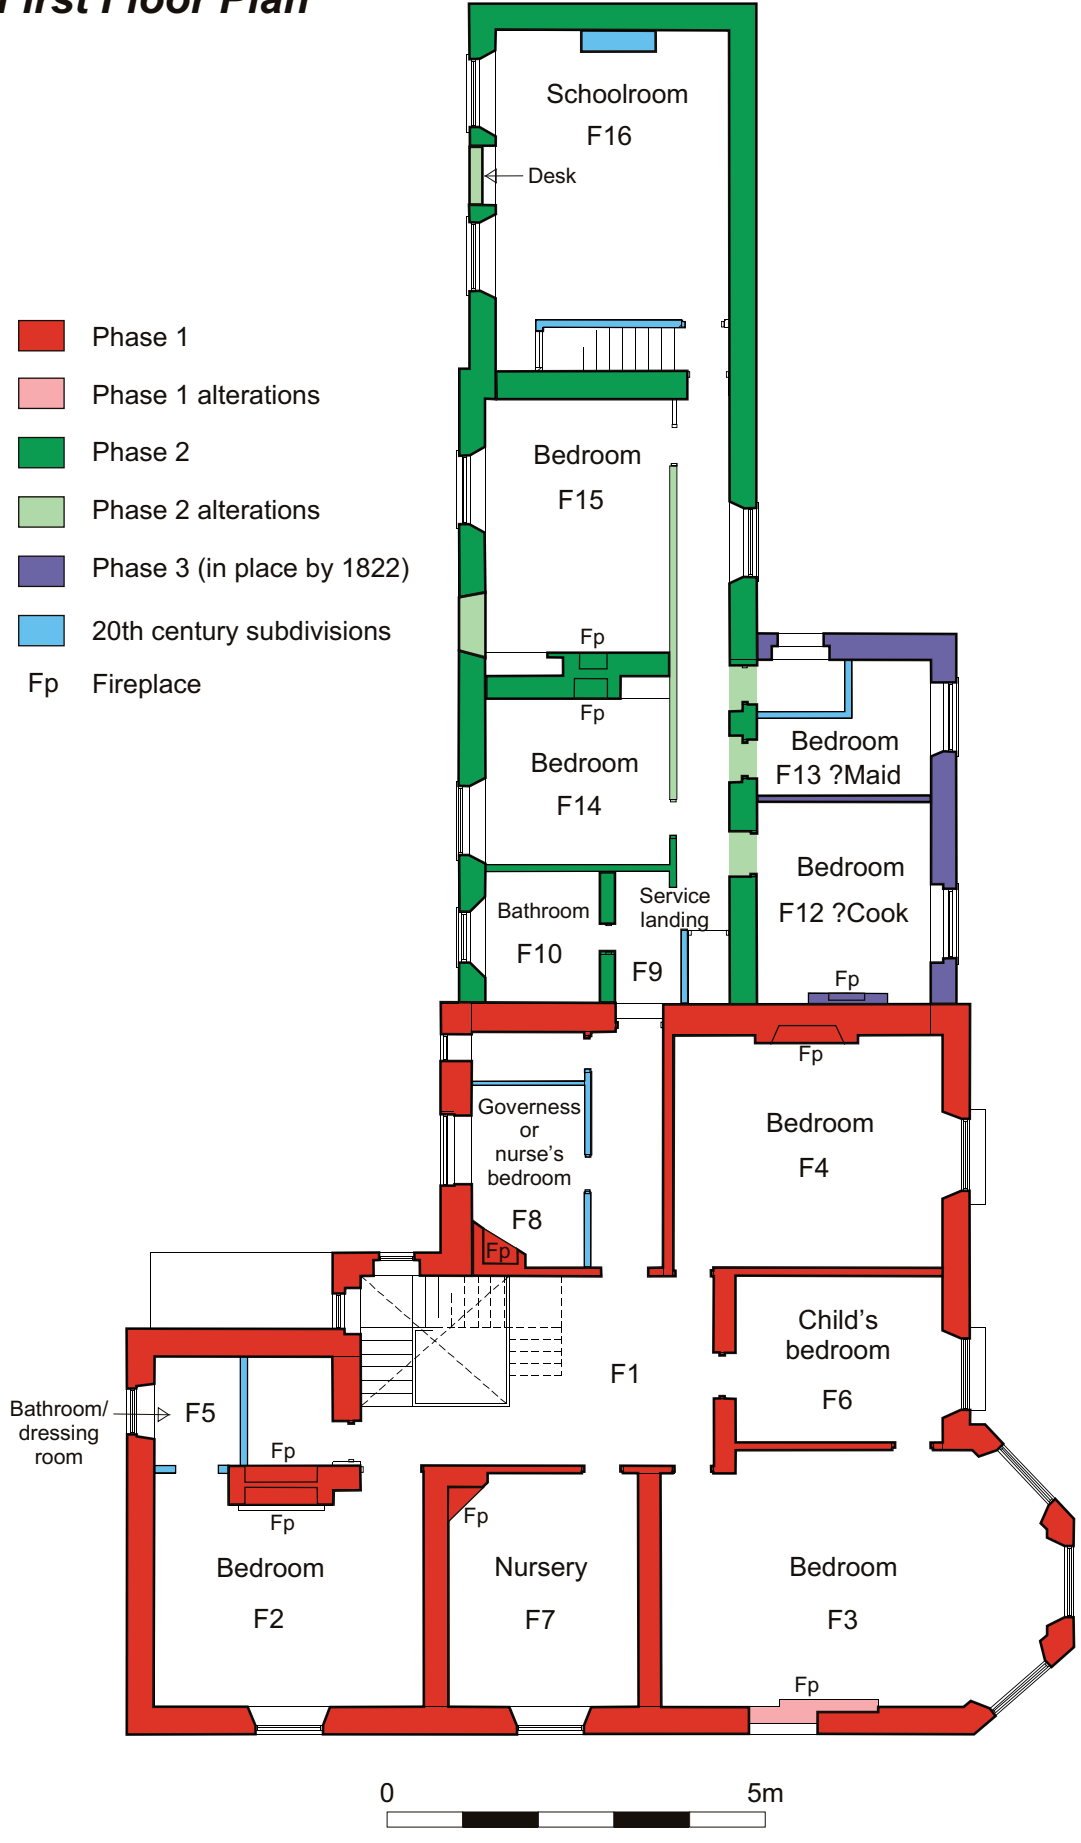 First Floor Plan
Schoolroom
F16
Desk
Phase 1
Phase 1 alterations
Phase 2
Phase 2 alterations
Phase 3 (in place by 1822)
20th century subdivisions
Fp Fireplace
Bedroom
F15
Fp
Fp
Bedroom
F14
Bedroom
F13 ?Maid
Bedroom
F12 ?Cook
Fp
Bathroom
F10
Service
landing
F9
Fp
Governess
or
nurse's
bedroom
F8
Fp
Bedroom
F4
Child's
bedroom
F6
F1
Bathroom/
dressing
room
F5
Fp
Fp
Bedroom
F2
Fp
Nursery
F7
Bedroom
F3
Fp
0 5m